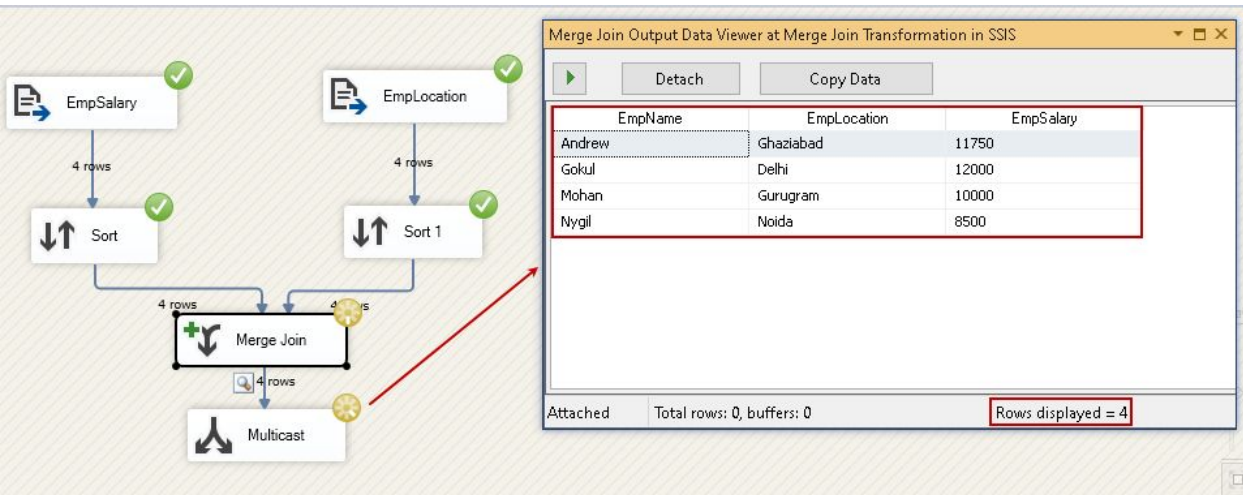 EmpSalary
EmpLocation
4 rows
4 rows
Sort
Sort 1
4 rows
4 rows
Merge Join
4 rows
Multicast
Merge Join Output Data Viewer at Merge Join Transformation in SSIS
Detach Copy Data
EmpName EmpLocation EmpSalary
Andrew Ghaziabad 11750
Gokul Delhi 12000
Mohan Gurugram 10000
Nygil Noida 8500
Attached Total rows: 0, buffers: 0 Rows displayed = 4